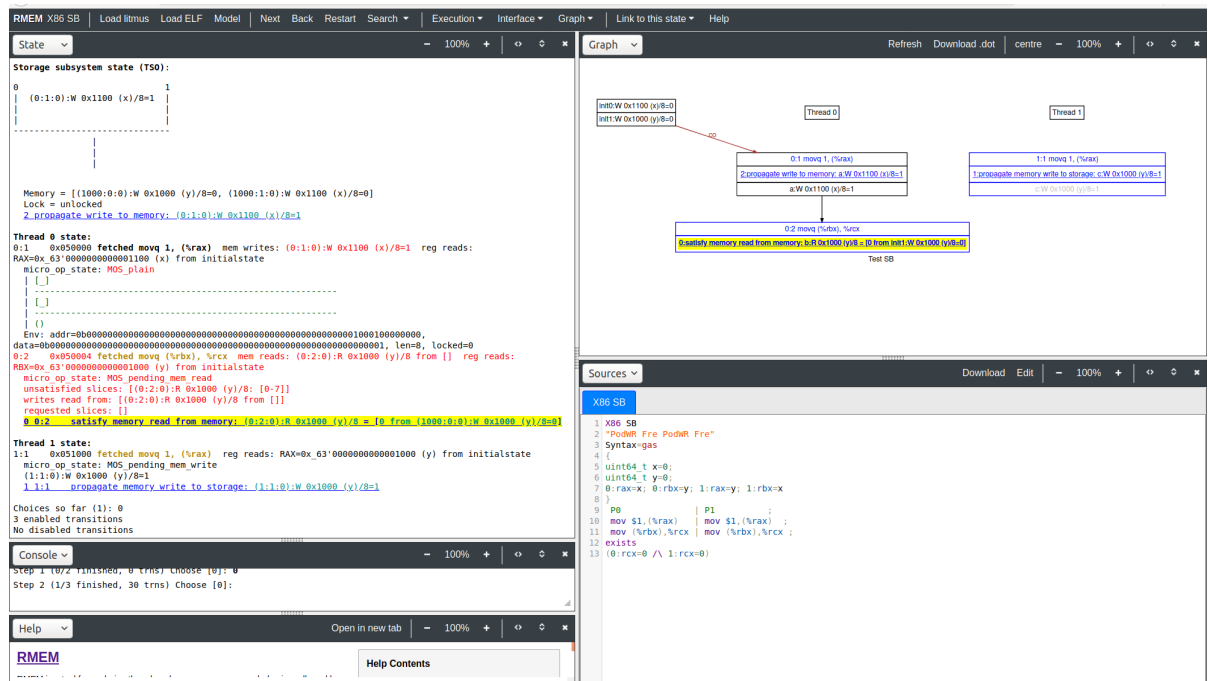 RMEM X86 SB Load litmus Load ELF Model Next Back Restart Search Execution Interface Graph Link to this state Help
State − 100% +
Storage subsystem state (TSO):
0 1
| (0:1:0):W 0x1100 (x)/8=1 |
| |
| |
------------------------------
|
|
|
Memory = [(1000:0:0):W 0x1000 (y)/8=0, (1000:1:0):W 0x1100 (x)/8=0]
Lock = unlocked
2 propagate write to memory: (0:1:0):W 0x1100 (x)/8=1
Thread 0 state:
0:1 0x050000 fetched movq 1, (%rax) mem writes: (0:1:0):W 0x1100 (x)/8=1 reg reads:
RAX=0x_63'0000000000001100 (x) from initialstate
micro_op_state: MOS_plain
| [_]
| ---------------------------------------------------------
| [_]
| ---------------------------------------------------------
| ()
Env: addr=0b0000000000000000000000000000000000000000000000000001000100000000,
data=0b0000000000000000000000000000000000000000000000000000000000000001, len=8, locked=0
0:2 0x050004 fetched movq (%rbx), %rcx mem reads: (0:2:0):R 0x1000 (y)/8 from [] reg reads:
RBX=0x_63'0000000000001000 (y) from initialstate
micro_op_state: MOS_pending_mem_read
unsatisfied slices: [(0:2:0):R 0x1000 (y)/8: [0-7]]
writes read from: [(0:2:0):R 0x1000 (y)/8 from []]
requested slices: []
0 0:2 satisfy memory read from memory: (0:2:0):R 0x1000 (y)/8 = [0 from (1000:0:0):W 0x1000 (y)/8=0]
Thread 1 state:
1:1 0x051000 fetched movq 1, (%rax) reg reads: RAX=0x_63'0000000000001000 (y) from initialstate
micro_op_state: MOS_pending_mem_write
(1:1:0):W 0x1000 (y)/8=1
1 1:1 propagate memory write to storage: (1:1:0):W 0x1000 (y)/8=1
Choices so far (1): 0
3 enabled transitions
No disabled transitions
Console − 100% +
Step 1 (0/2 finished, 0 trns) Choose [0]: 0
Step 2 (1/3 finished, 30 trns) Choose [0]:
Help Open in new tab − 100% +
RMEM
Help Contents
Graph Refresh Download .dot centre − 100% +
init0:W 0x1100 (x)/8=0
init1:W 0x1000 (y)/8=0
Thread 0
Thread 1
co
0:1 movq 1, (%rax)
2:propagate write to memory: a:W 0x1100 (x)/8=1
a:W 0x1100 (x)/8=1
1:1 movq 1, (%rax)
1:propagate memory write to storage: c:W 0x1000 (y)/8=1
c:W 0x1000 (y)/8=1
0:2 movq (%rbx), %rcx
0:satisfy memory read from memory: b:R 0x1000 (y)/8 = [0 from init1:W 0x1000 (y)/8=0]
Test SB
Sources Download Edit − 100% +
X86 SB
1 X86 SB
2 "PodWR Fre PodWR Fre"
3 Syntax=gas
4 {
5 uint64_t x=0;
6 uint64_t y=0;
7 0:rax=x; 0:rbx=y; 1:rax=y; 1:rbx=x
8 }
9 P0 | P1 ;
10 mov $1,(%rax) | mov $1,(%rax) ;
11 mov (%rbx),%rcx | mov (%rbx),%rcx ;
12 exists
13 (0:rcx=0 /\ 1:rcx=0)